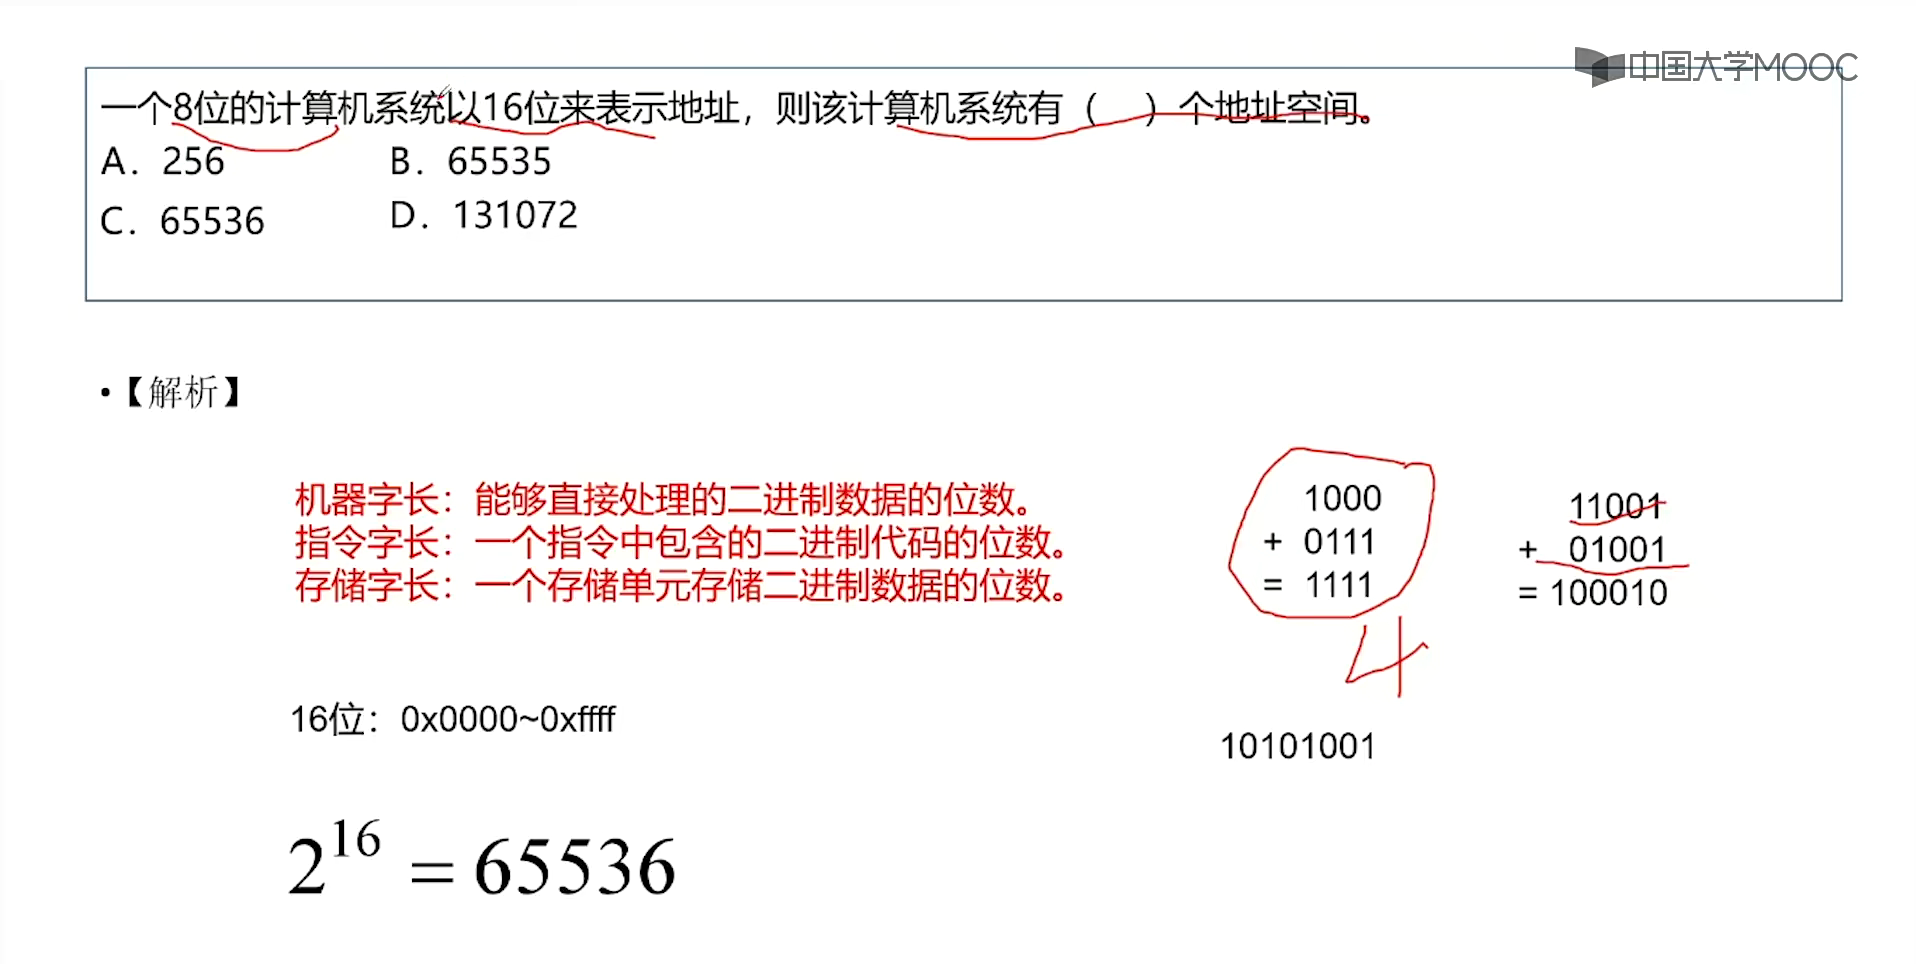 中国大学MOOC
一个8位的计算机系统以16位来表示地址，则该计算机系统有（    ）个地址空间。
A．256    B．65535
C．65536    D．131072
•【解析】
机器字长：能够直接处理的二进制数据的位数。
指令字长：一个指令中包含的二进制代码的位数。
存储字长：一个存储单元存储二进制数据的位数。
1000
+ 0111
= 1111
4
11001
+ 01001
= 100010
16位：0x0000~0xffff
10101001
2^16 = 65536